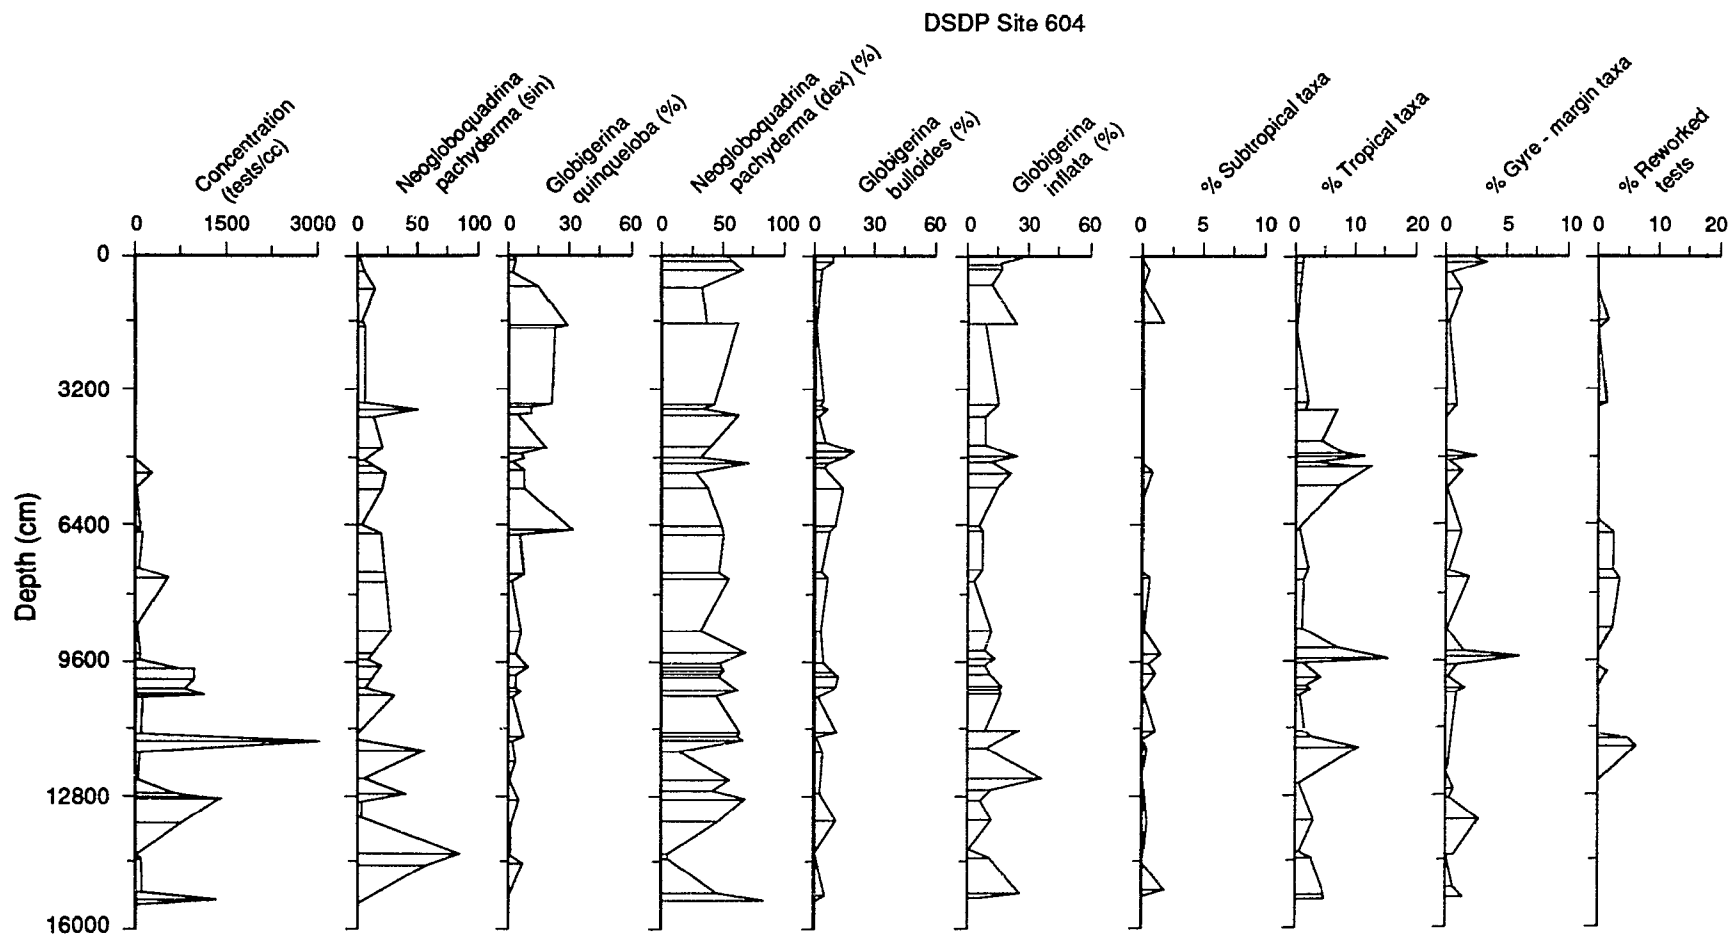 DSDP Site 604
Concentration
(tests/cc)
Neogloboquadrina
pachyderma (sin)
Globigerina
quinqueloba (%)
Neogloboquadrina
pachyderma (dex) (%)
Globigerina
bulloides (%)
Globigerina
inflata (%)
% Subtropical taxa
% Tropical taxa
% Gyre - margin taxa
% Reworked
tests
0 1500 3000 0 50 100 0 30 60 0 50 100 0 30 60 0 30 60 0 5 10 0 10 20 0 5 10 0 10 20
0
3200
6400
9600
12800
16000
Depth (cm)